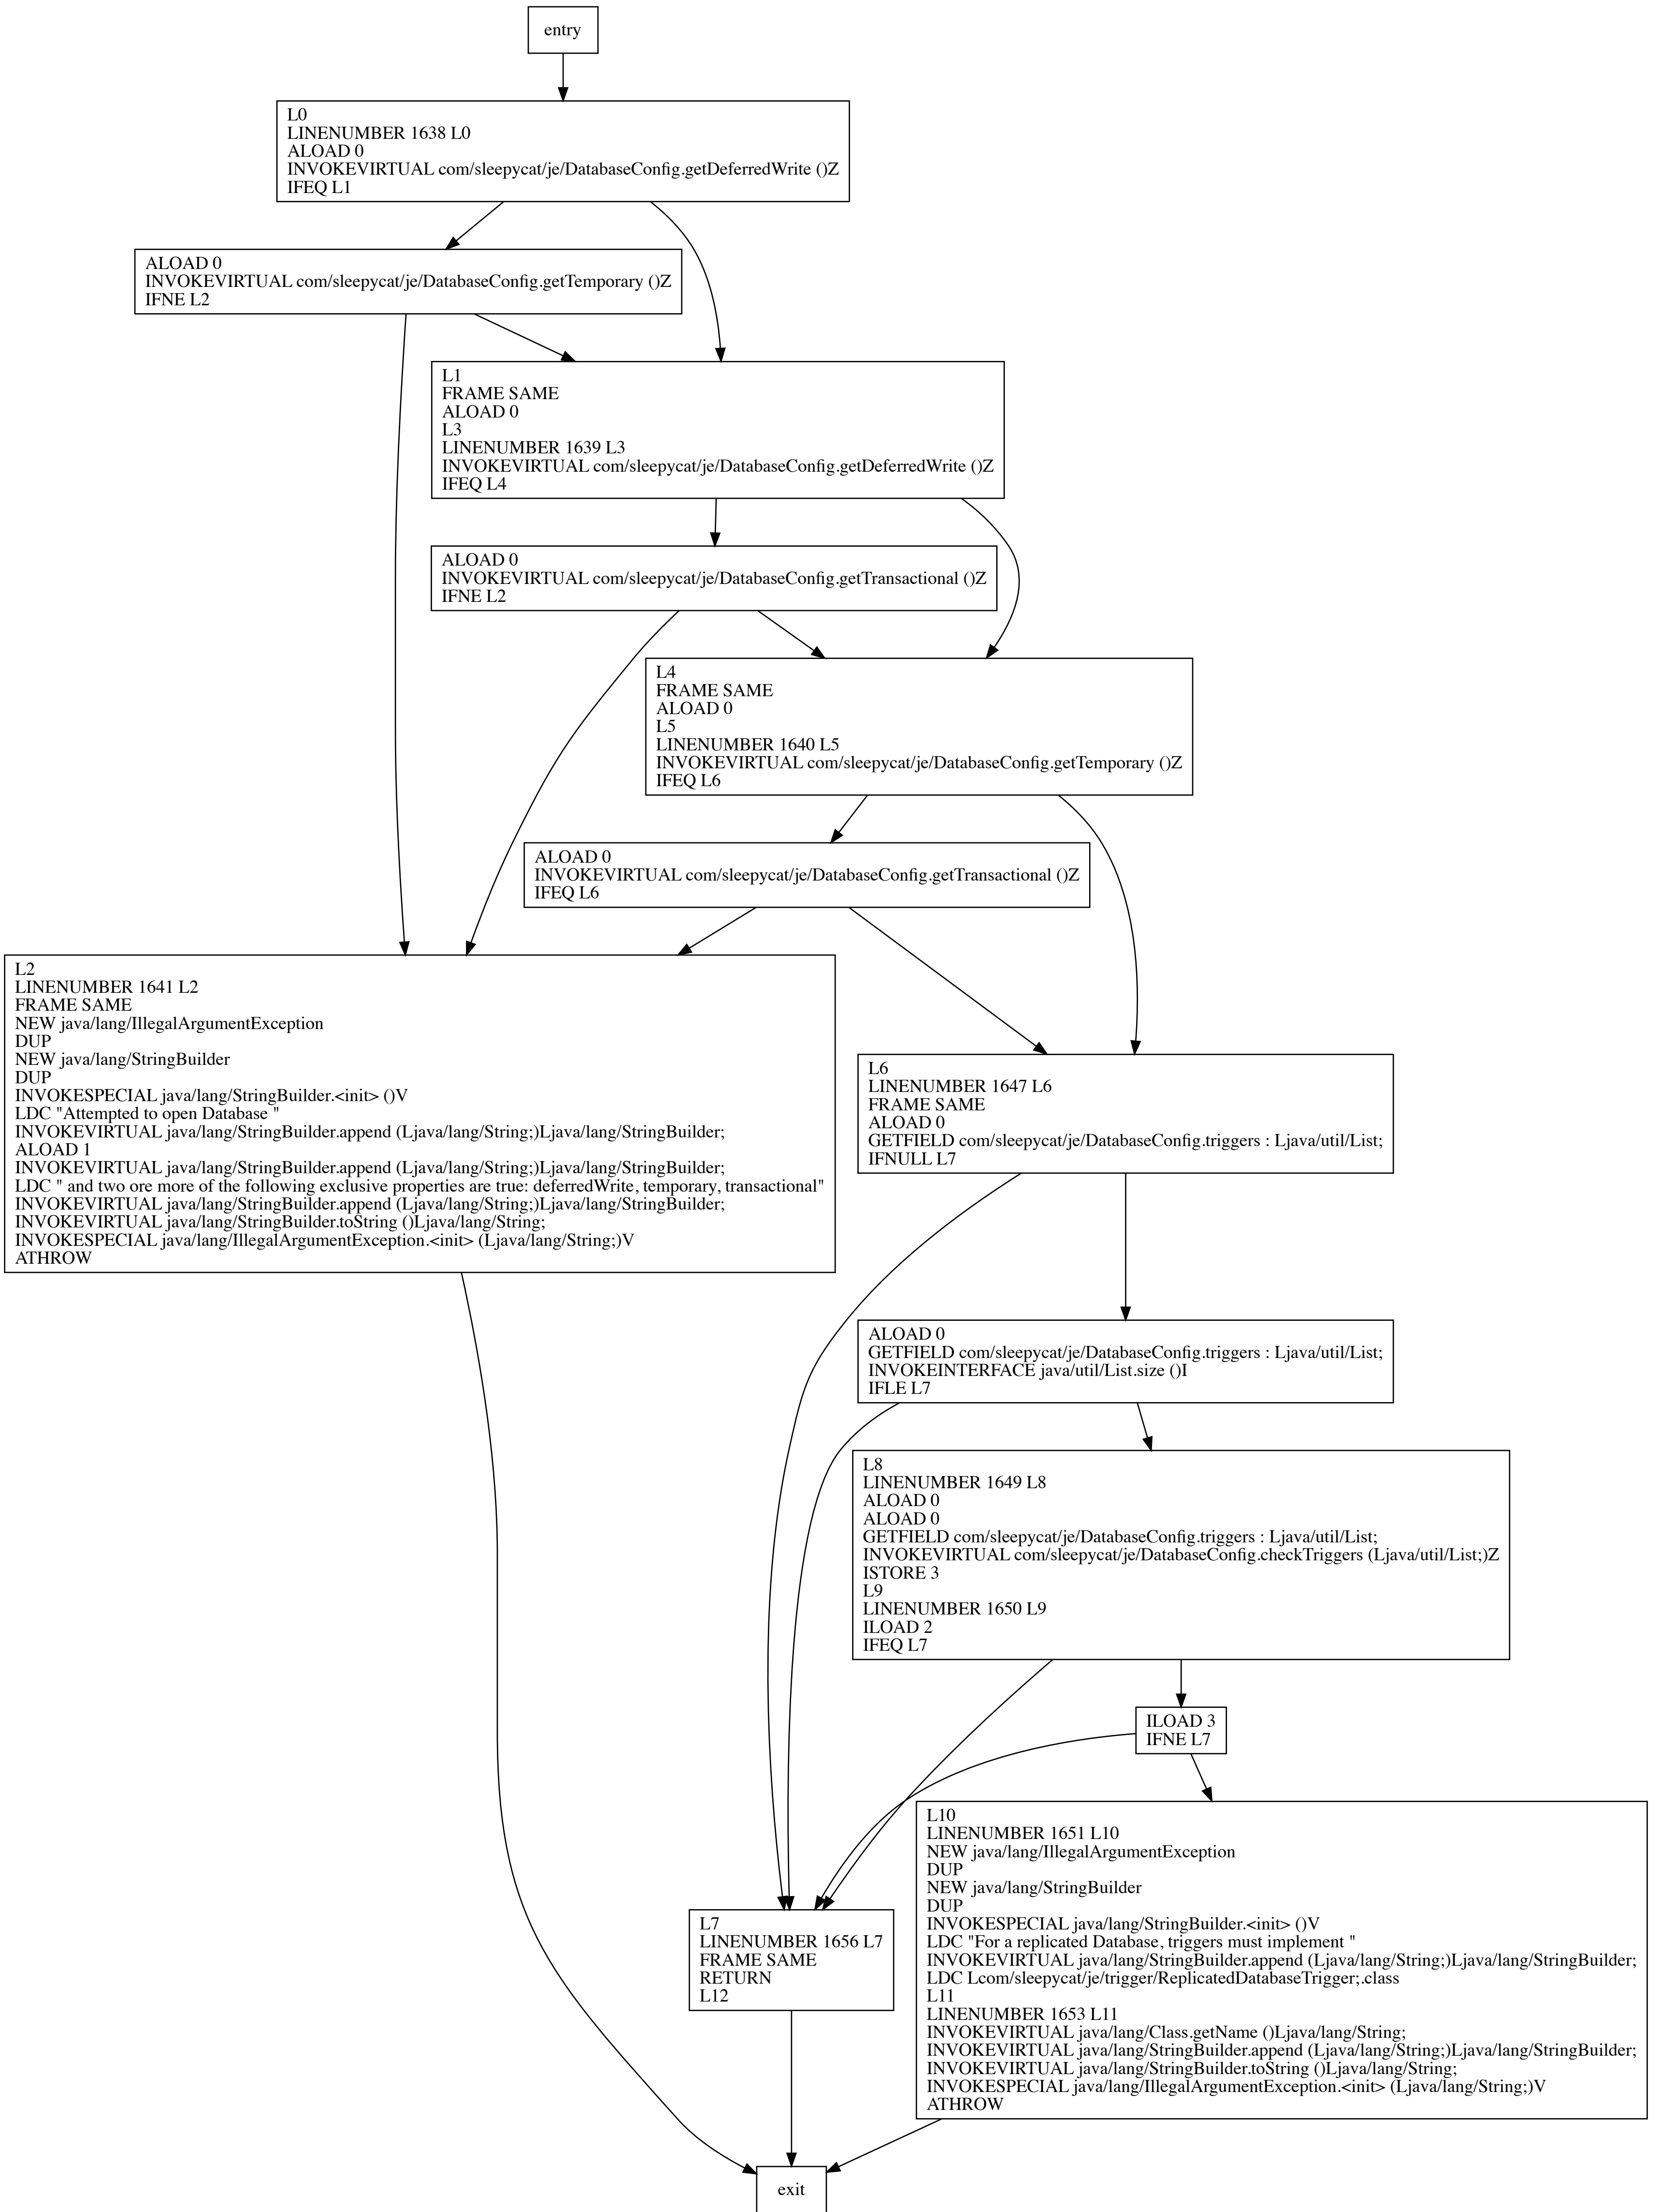 entry
L0
LINENUMBER 1638 L0
ALOAD 0
INVOKEVIRTUAL com/sleepycat/je/DatabaseConfig.getDeferredWrite ()Z
IFEQ L1
ALOAD 0
INVOKEVIRTUAL com/sleepycat/je/DatabaseConfig.getTemporary ()Z
IFNE L2
L1
FRAME SAME
ALOAD 0
L3
LINENUMBER 1639 L3
INVOKEVIRTUAL com/sleepycat/je/DatabaseConfig.getDeferredWrite ()Z
IFEQ L4
ALOAD 0
INVOKEVIRTUAL com/sleepycat/je/DatabaseConfig.getTransactional ()Z
IFNE L2
L4
FRAME SAME
ALOAD 0
L5
LINENUMBER 1640 L5
INVOKEVIRTUAL com/sleepycat/je/DatabaseConfig.getTemporary ()Z
IFEQ L6
ALOAD 0
INVOKEVIRTUAL com/sleepycat/je/DatabaseConfig.getTransactional ()Z
IFEQ L6
L2
LINENUMBER 1641 L2
FRAME SAME
NEW java/lang/IllegalArgumentException
DUP
NEW java/lang/StringBuilder
DUP
INVOKESPECIAL java/lang/StringBuilder.<init> ()V
LDC "Attempted to open Database "
INVOKEVIRTUAL java/lang/StringBuilder.append (Ljava/lang/String;)Ljava/lang/StringBuilder;
ALOAD 1
INVOKEVIRTUAL java/lang/StringBuilder.append (Ljava/lang/String;)Ljava/lang/StringBuilder;
LDC " and two ore more of the following exclusive properties are true: deferredWrite, temporary, transactional"
INVOKEVIRTUAL java/lang/StringBuilder.append (Ljava/lang/String;)Ljava/lang/StringBuilder;
INVOKEVIRTUAL java/lang/StringBuilder.toString ()Ljava/lang/String;
INVOKESPECIAL java/lang/IllegalArgumentException.<init> (Ljava/lang/String;)V
ATHROW
L6
LINENUMBER 1647 L6
FRAME SAME
ALOAD 0
GETFIELD com/sleepycat/je/DatabaseConfig.triggers : Ljava/util/List;
IFNULL L7
ALOAD 0
GETFIELD com/sleepycat/je/DatabaseConfig.triggers : Ljava/util/List;
INVOKEINTERFACE java/util/List.size ()I
IFLE L7
L8
LINENUMBER 1649 L8
ALOAD 0
ALOAD 0
GETFIELD com/sleepycat/je/DatabaseConfig.triggers : Ljava/util/List;
INVOKEVIRTUAL com/sleepycat/je/DatabaseConfig.checkTriggers (Ljava/util/List;)Z
ISTORE 3
L9
LINENUMBER 1650 L9
ILOAD 2
IFEQ L7
ILOAD 3
IFNE L7
L10
LINENUMBER 1651 L10
NEW java/lang/IllegalArgumentException
DUP
NEW java/lang/StringBuilder
DUP
INVOKESPECIAL java/lang/StringBuilder.<init> ()V
LDC "For a replicated Database, triggers must implement "
INVOKEVIRTUAL java/lang/StringBuilder.append (Ljava/lang/String;)Ljava/lang/StringBuilder;
LDC Lcom/sleepycat/je/trigger/ReplicatedDatabaseTrigger;.class
L11
LINENUMBER 1653 L11
INVOKEVIRTUAL java/lang/Class.getName ()Ljava/lang/String;
INVOKEVIRTUAL java/lang/StringBuilder.append (Ljava/lang/String;)Ljava/lang/StringBuilder;
INVOKEVIRTUAL java/lang/StringBuilder.toString ()Ljava/lang/String;
INVOKESPECIAL java/lang/IllegalArgumentException.<init> (Ljava/lang/String;)V
ATHROW
L7
LINENUMBER 1656 L7
FRAME SAME
RETURN
L12
exit